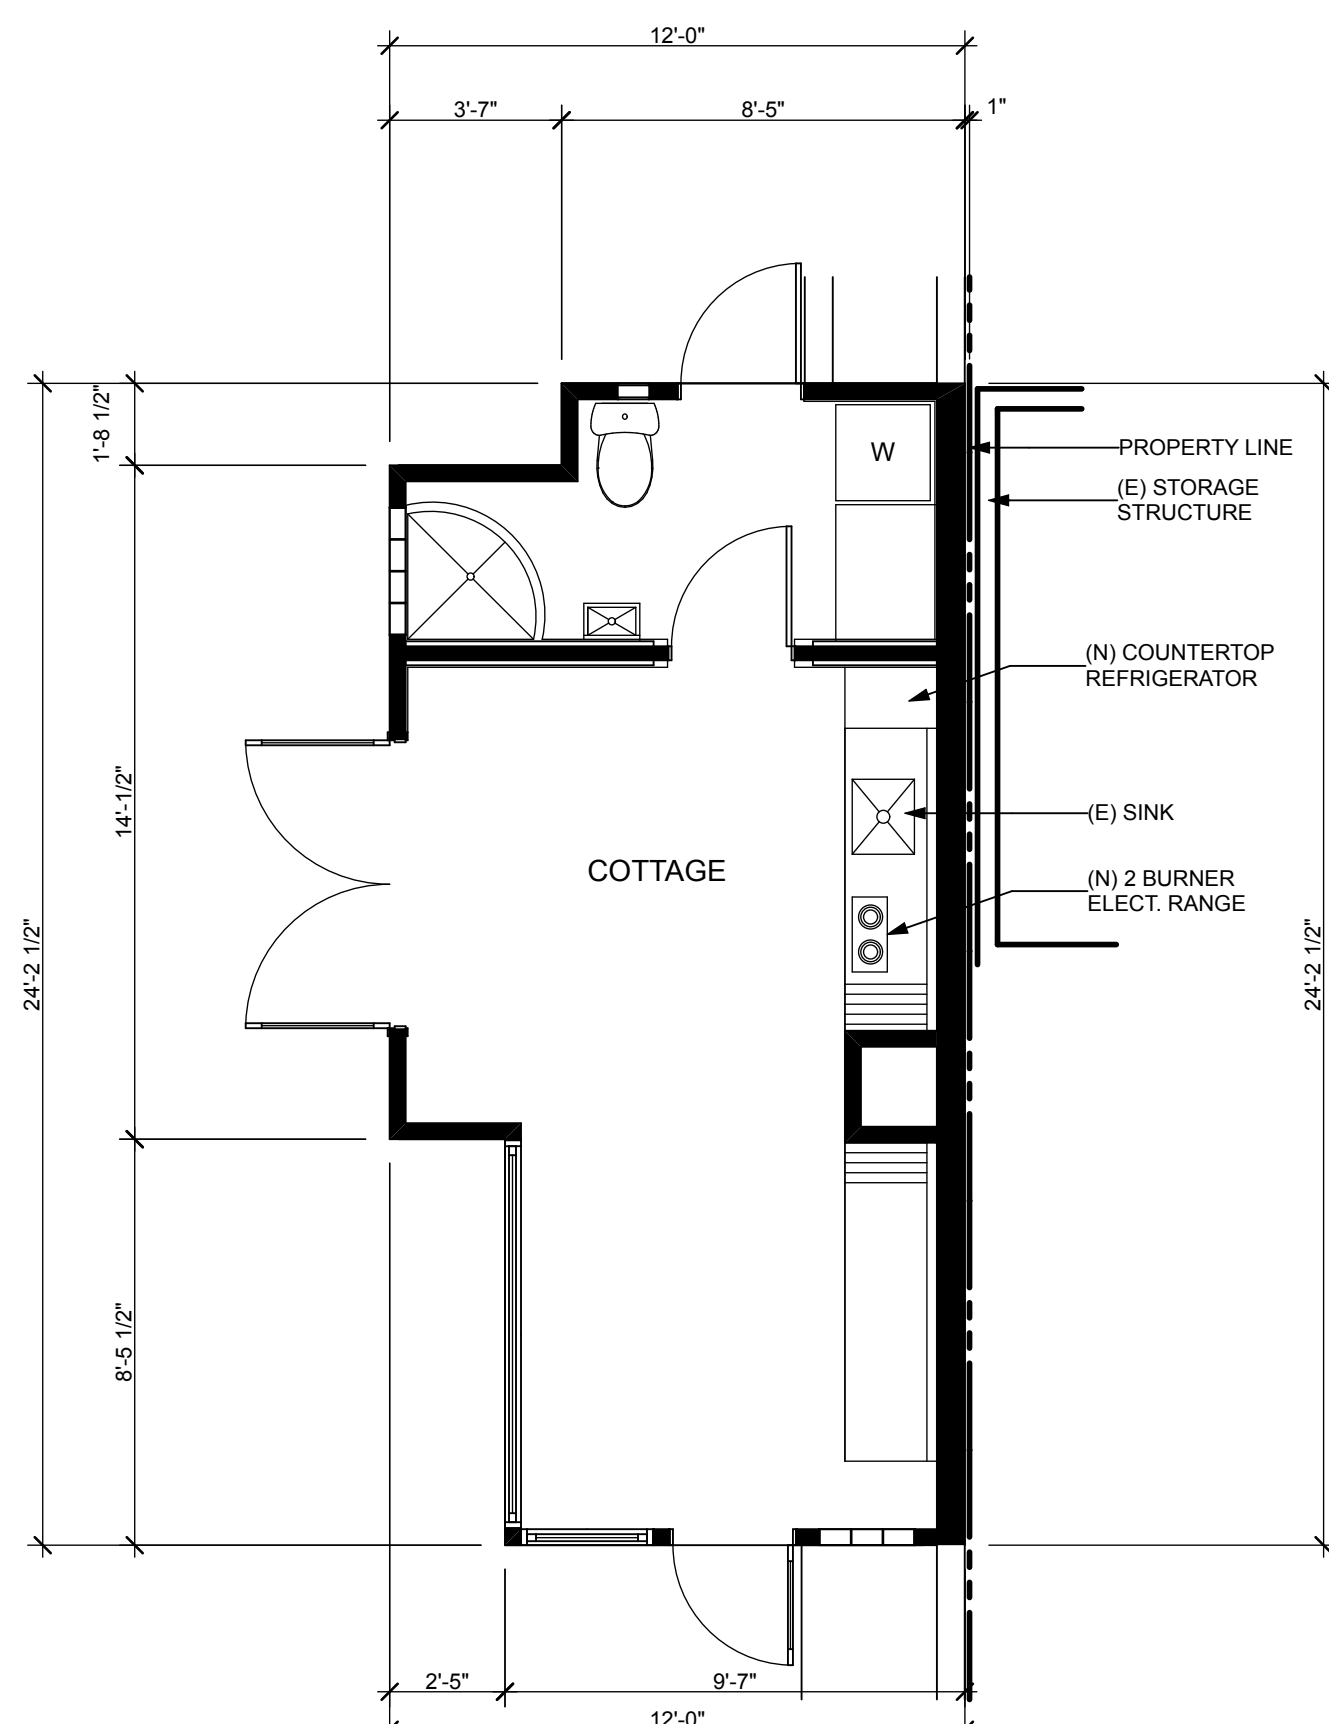 12'-0"
3'-7"
8'-5"
1"
1'-8 1/2"
W
PROPERTY LINE
(E) STORAGE
STRUCTURE
(N) COUNTERTOP
REFRIGERATOR
14'-1/2"
(E) SINK
COTTAGE
(N) 2 BURNER
ELECT. RANGE
24'-2 1/2"
24'-2 1/2"
8'-5 1/2"
2'-5"
9'-7"
12'-0"